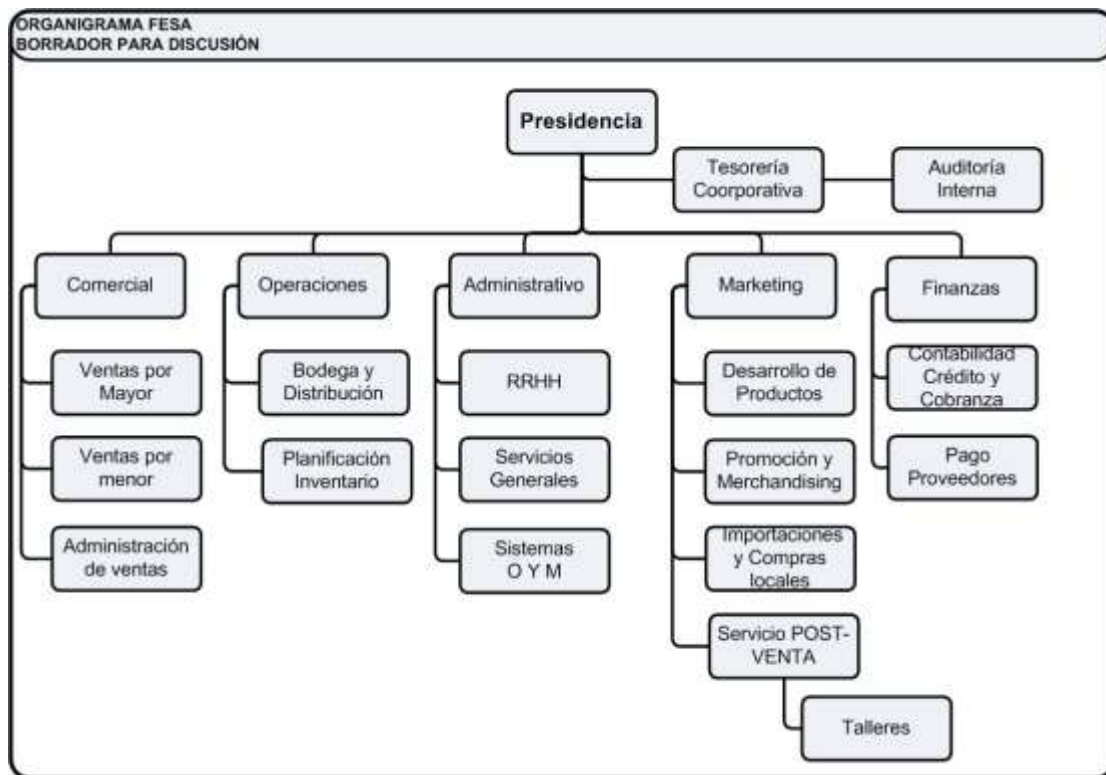 ORGANIGRAMA FESA
BORRADOR PARA DISCUSIÓN
Presidencia
Tesorería
Coorporativa
Auditoría
Interna
Comercial
Operaciones
Administrativo
Marketing
Finanzas
Ventas por
Mayor
Bodega y
Distribución
RRHH
Desarrollo de
Productos
Contabilidad
Crédito y
Cobranza
Ventas por
menor
Planificación
Inventario
Servicios
Generales
Promoción y
Merchandising
Pago
Proveedores
Administración
de ventas
Sistemas
O Y M
Importaciones
y Compras
locales
Servicio POST-
VENTA
Talleres